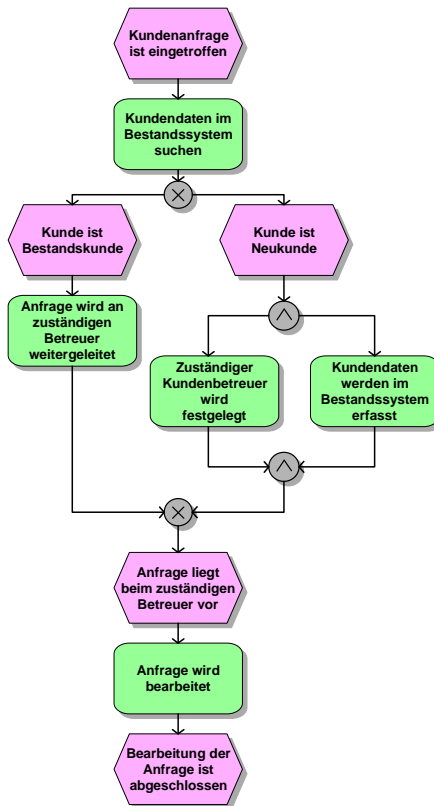 Kundenanfrage
ist eingetroffen
Kundendaten im
Bestandssystem
suchen
Kunde ist
Bestandskunde
Kunde ist
Neukunde
Anfrage wird an
zuständigen
Betreuer
weitergeleitet
Zuständiger
Kundenbetreuer
wird
festgelegt
Kundendaten
werden im
Bestandssystem
erfasst
Anfrage liegt
beim zuständigen
Betreuer vor
Anfrage wird
bearbeitet
Bearbeitung der
Anfrage ist
abgeschlossen